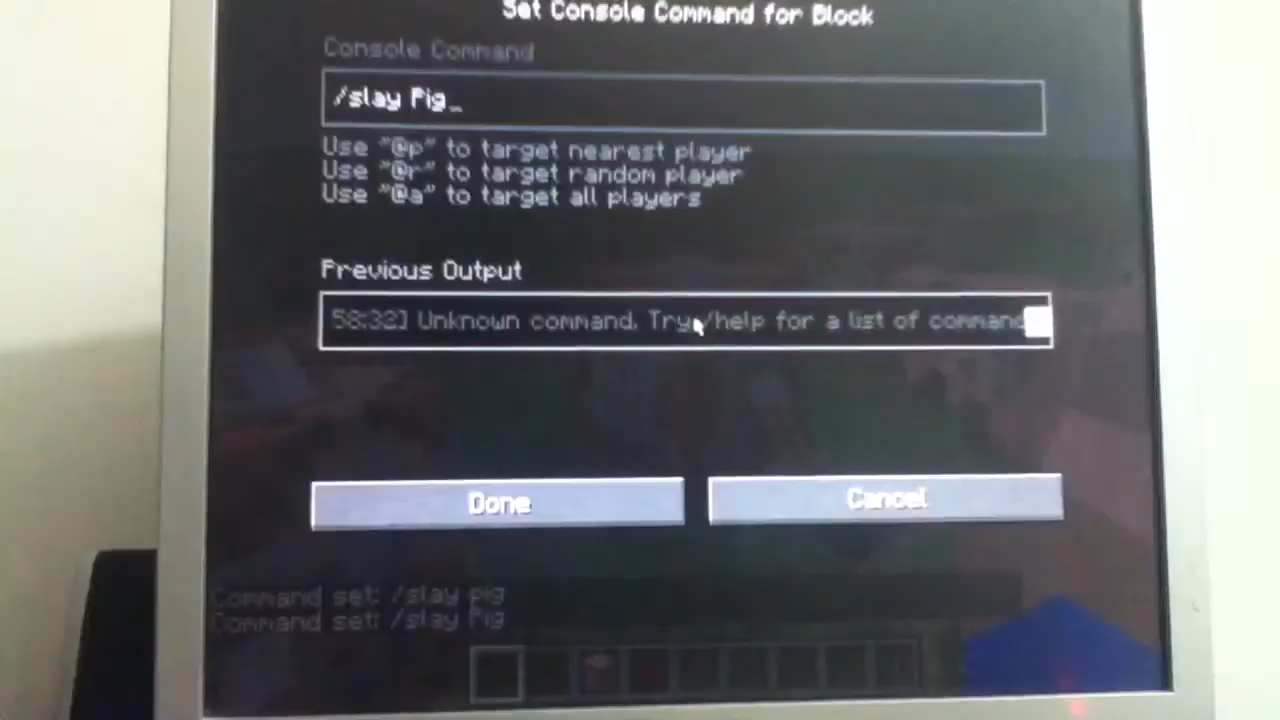 Set Console Command for Block
Console Command
/slay Pig_
Use "@p" to target nearest player
Use "@r" to target random player
Use "@a" to target all players
Previous Output
58:32] Unknown command. Try /help for a list of command
Done
Cancel
Command set: /slay pig
Command set: /slay Pig